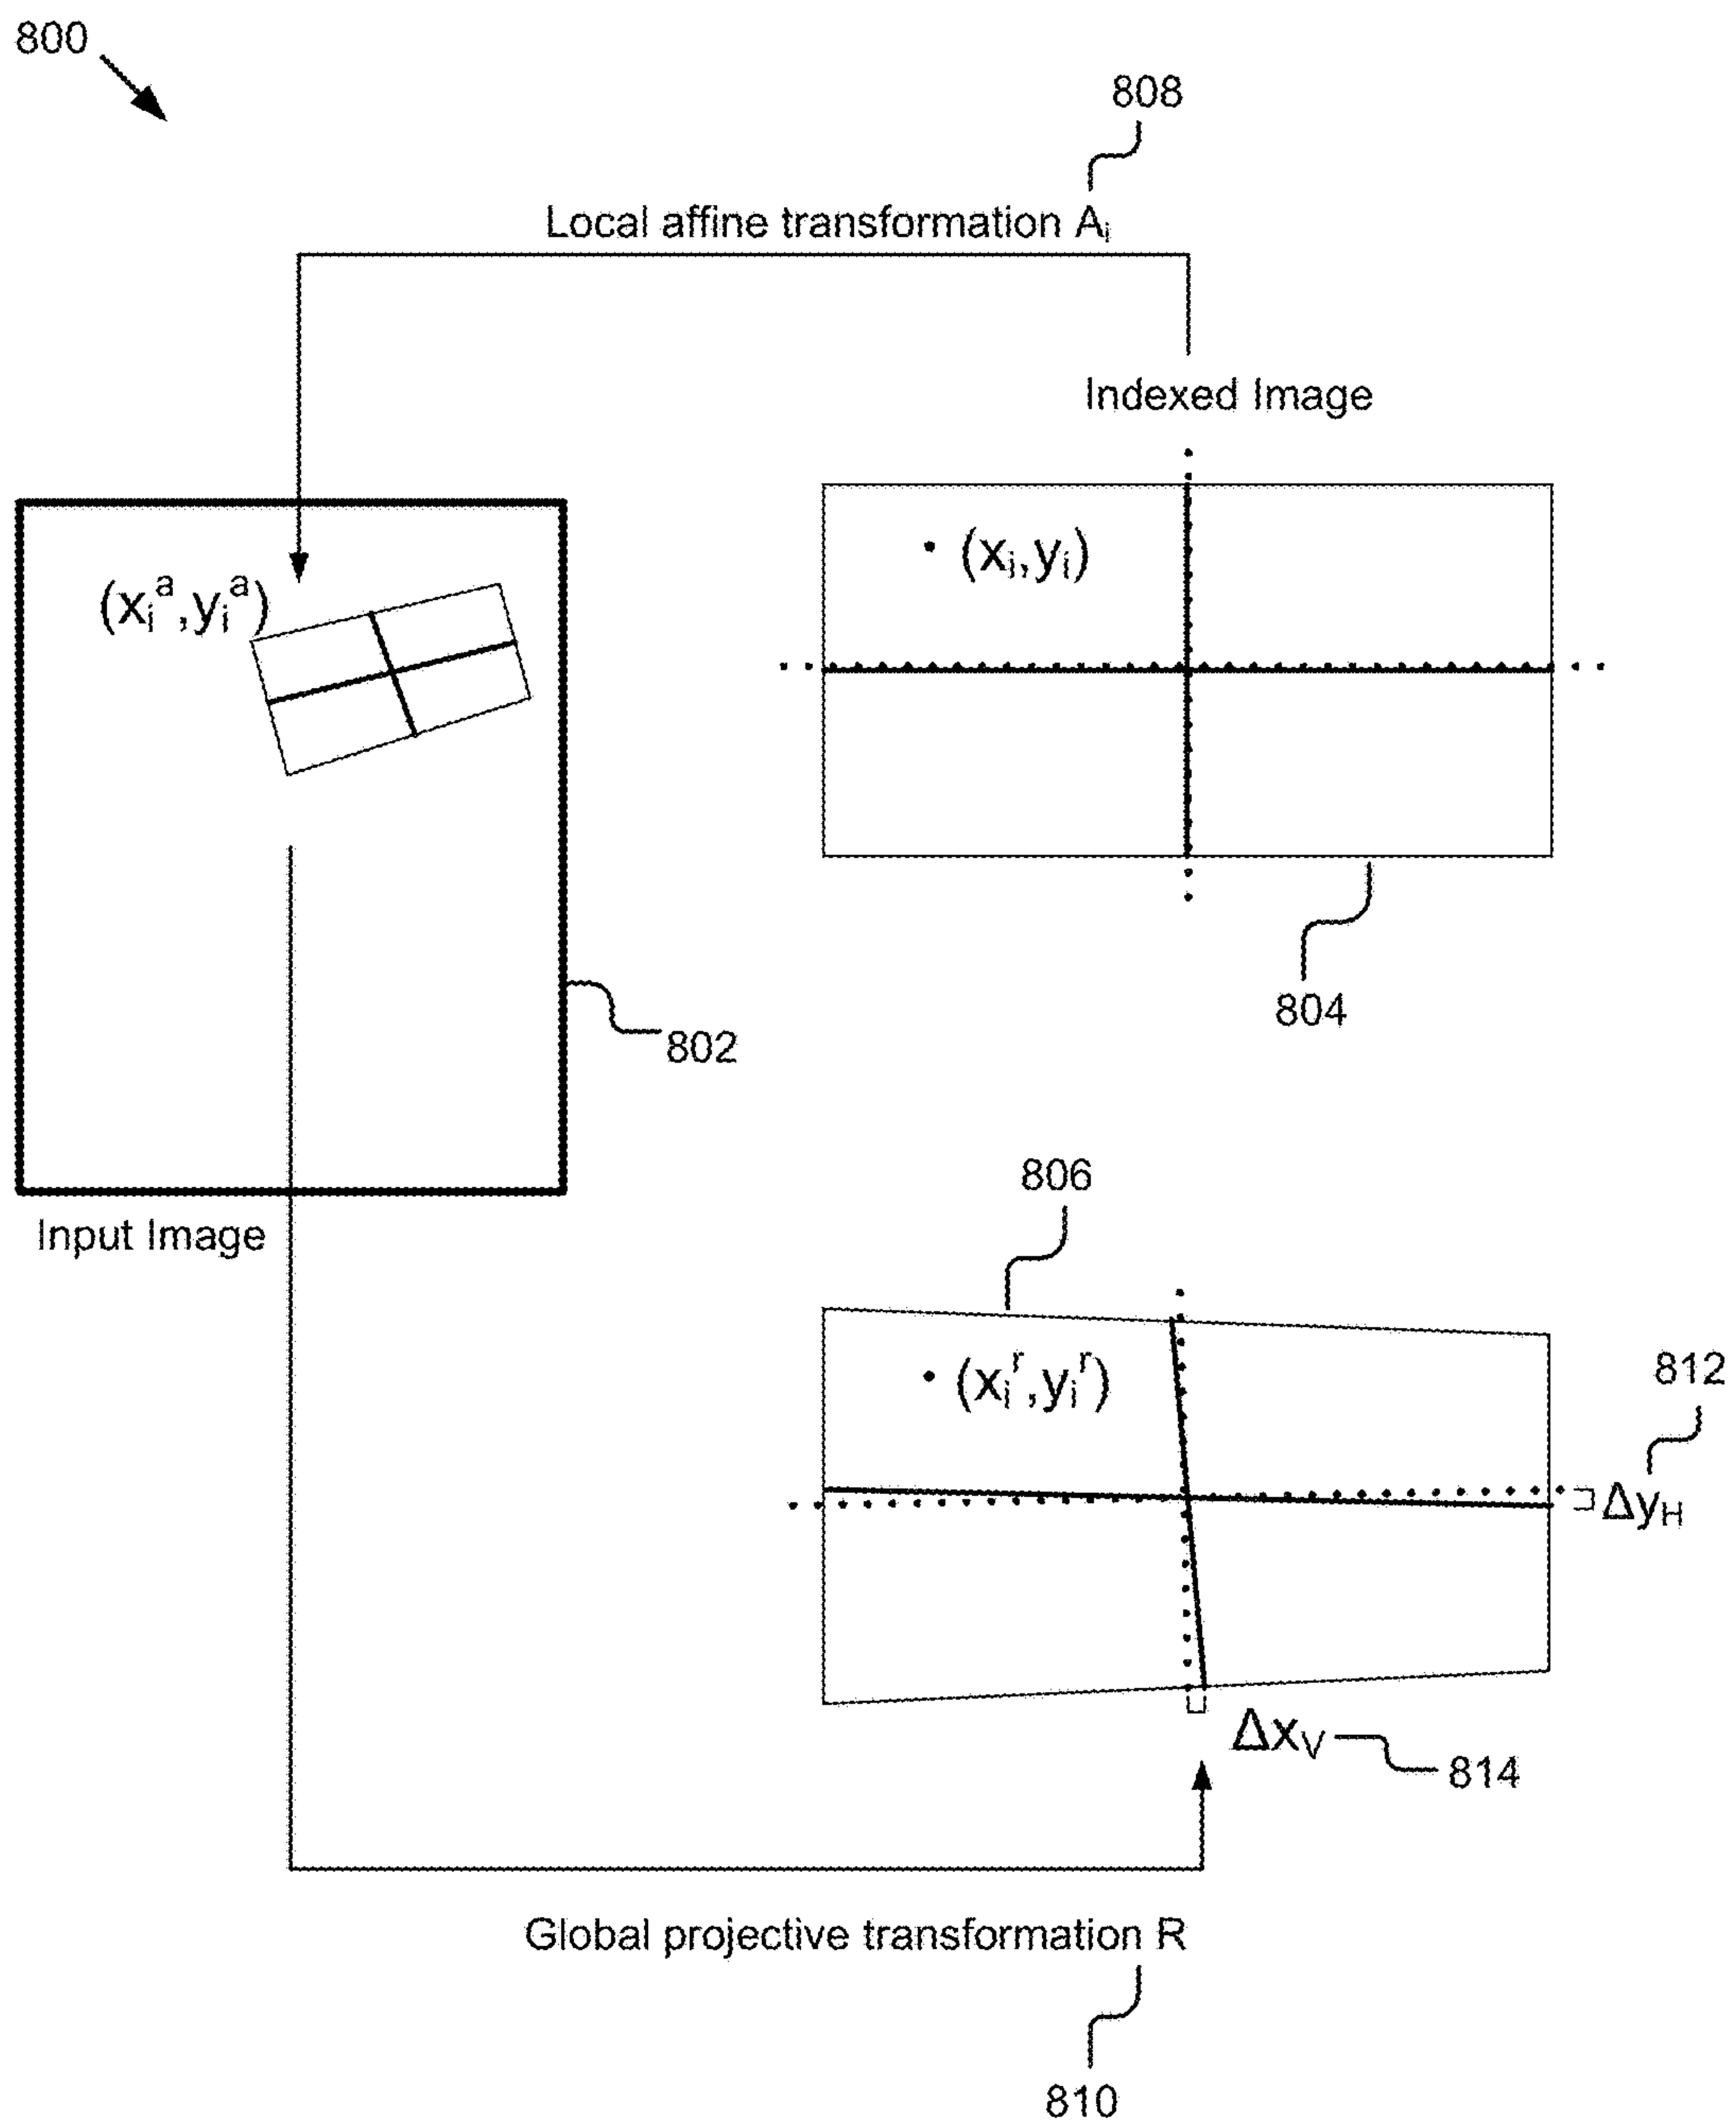 800
808
Local affine transformation Aᵢ
Indexed Image
(xᵢ,yᵢ)
(xᵢᵃ,yᵢᵃ)
804
802
806
Input Image
812
(xᵢʳ,yᵢʳ)
Δy_H
Δx_V
814
Global projective transformation R
810